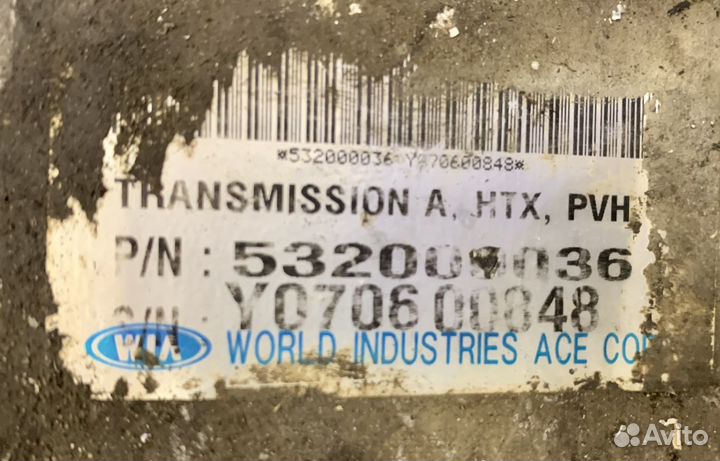 *532000036 Y070600848*
TRANSMISSION A, HTX, PVH
P/N : 532000036
S/N : Y070600848
WIA WORLD INDUSTRIES ACE COR
Avito